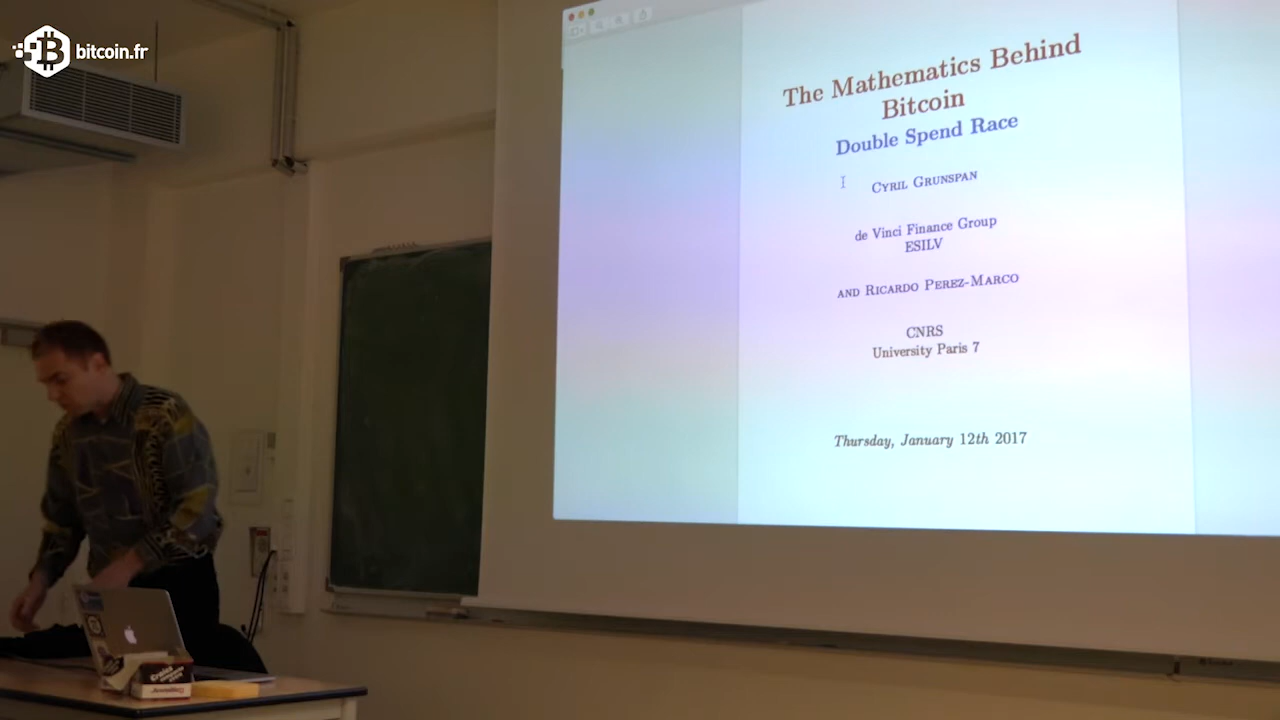 bitcoin.fr
The Mathematics Behind
Bitcoin
Double Spend Race
Cyril Grunspan
de Vinci Finance Group
ESILV
and Ricardo Perez-Marco
CNRS
University Paris 7
Thursday, January 12th 2017